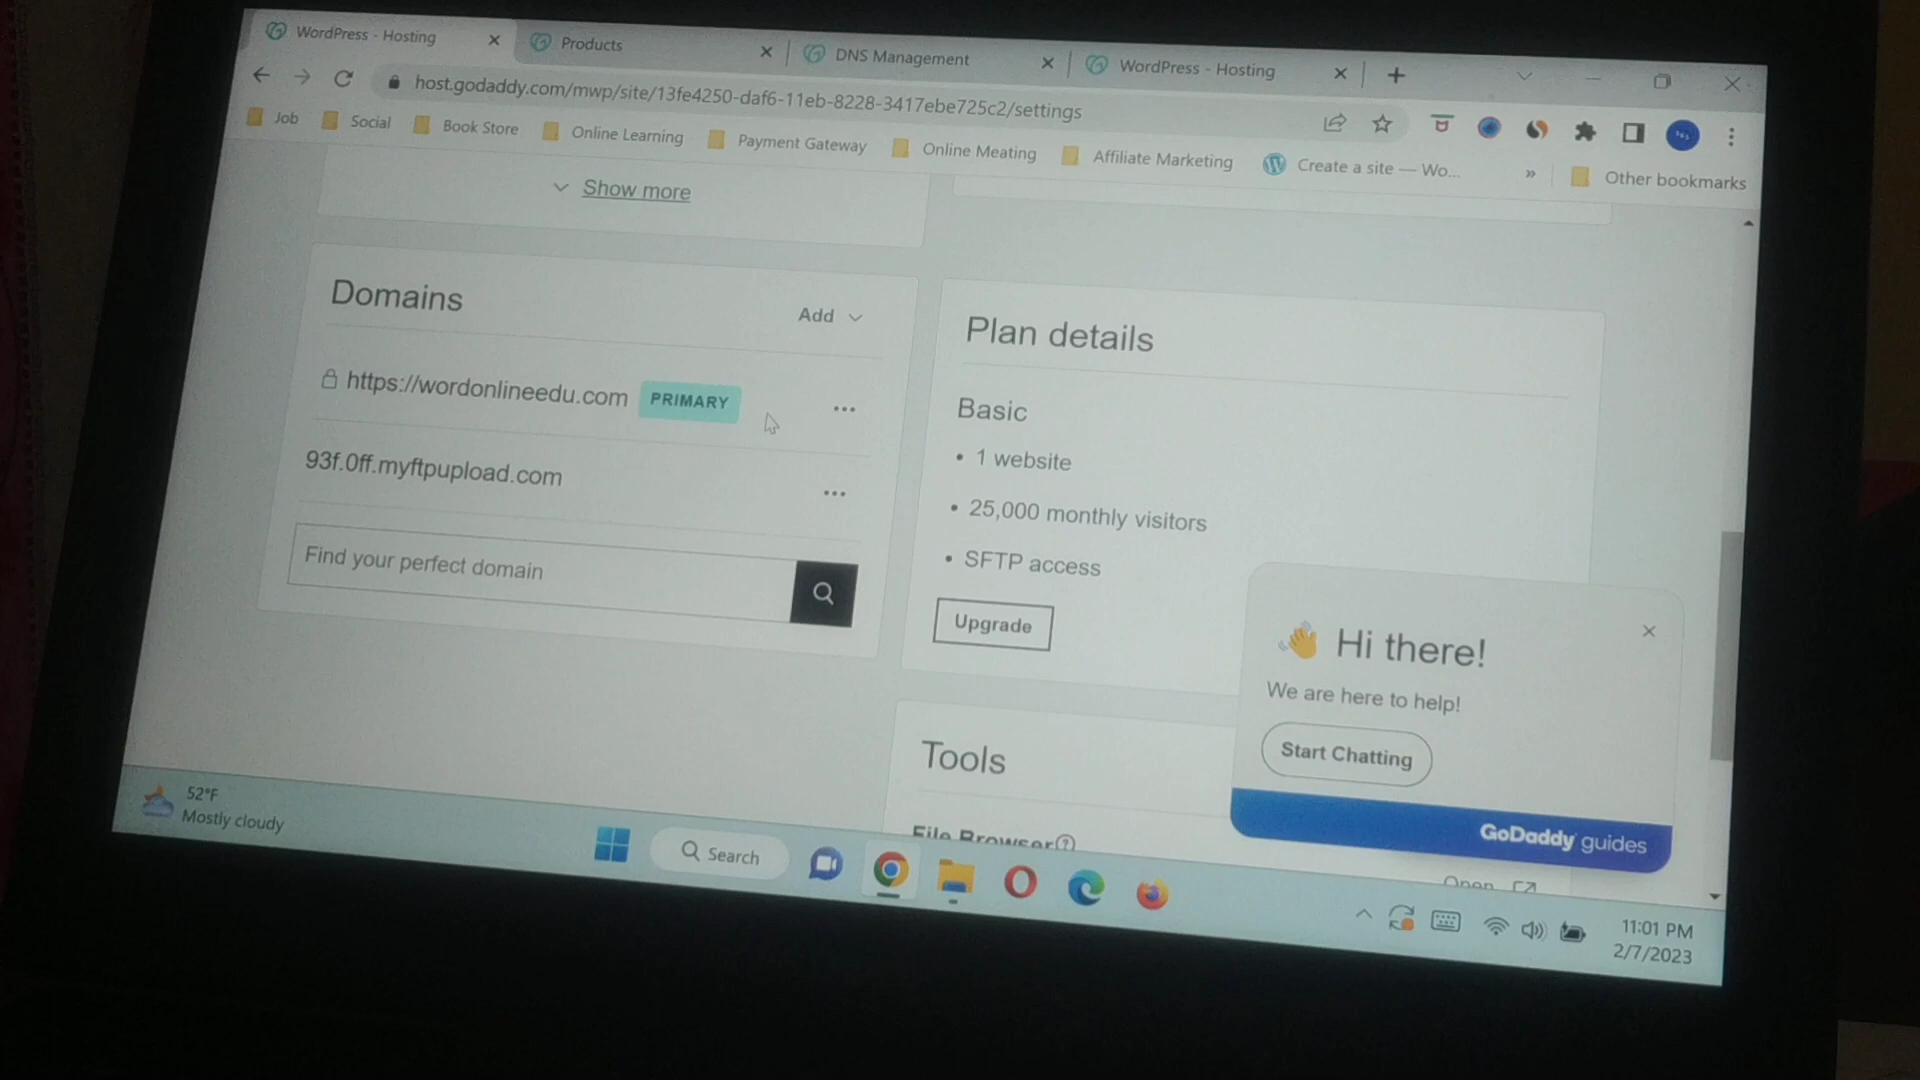 WordPress - Hosting
Products
DNS Management
WordPress - Hosting
host.godaddy.com/mwp/site/13fe4250-daf6-11eb-8228-3417ebe725c2/settings
Job
Social
Book Store
Online Learning
Payment Gateway
Online Meating
Affiliate Marketing
Create a site — Wo...
»
Other bookmarks
Show more
Domains
Add
https://wordonlineedu.com
PRIMARY
93f.0ff.myftpupload.com
Find your perfect domain
Plan details
Basic
• 1 website
• 25,000 monthly visitors
• SFTP access
Upgrade
Hi there!
We are here to help!
Start Chatting
GoDaddy guides
Tools
File Browser
Open
52°F
Mostly cloudy
Search
11:01 PM
2/7/2023